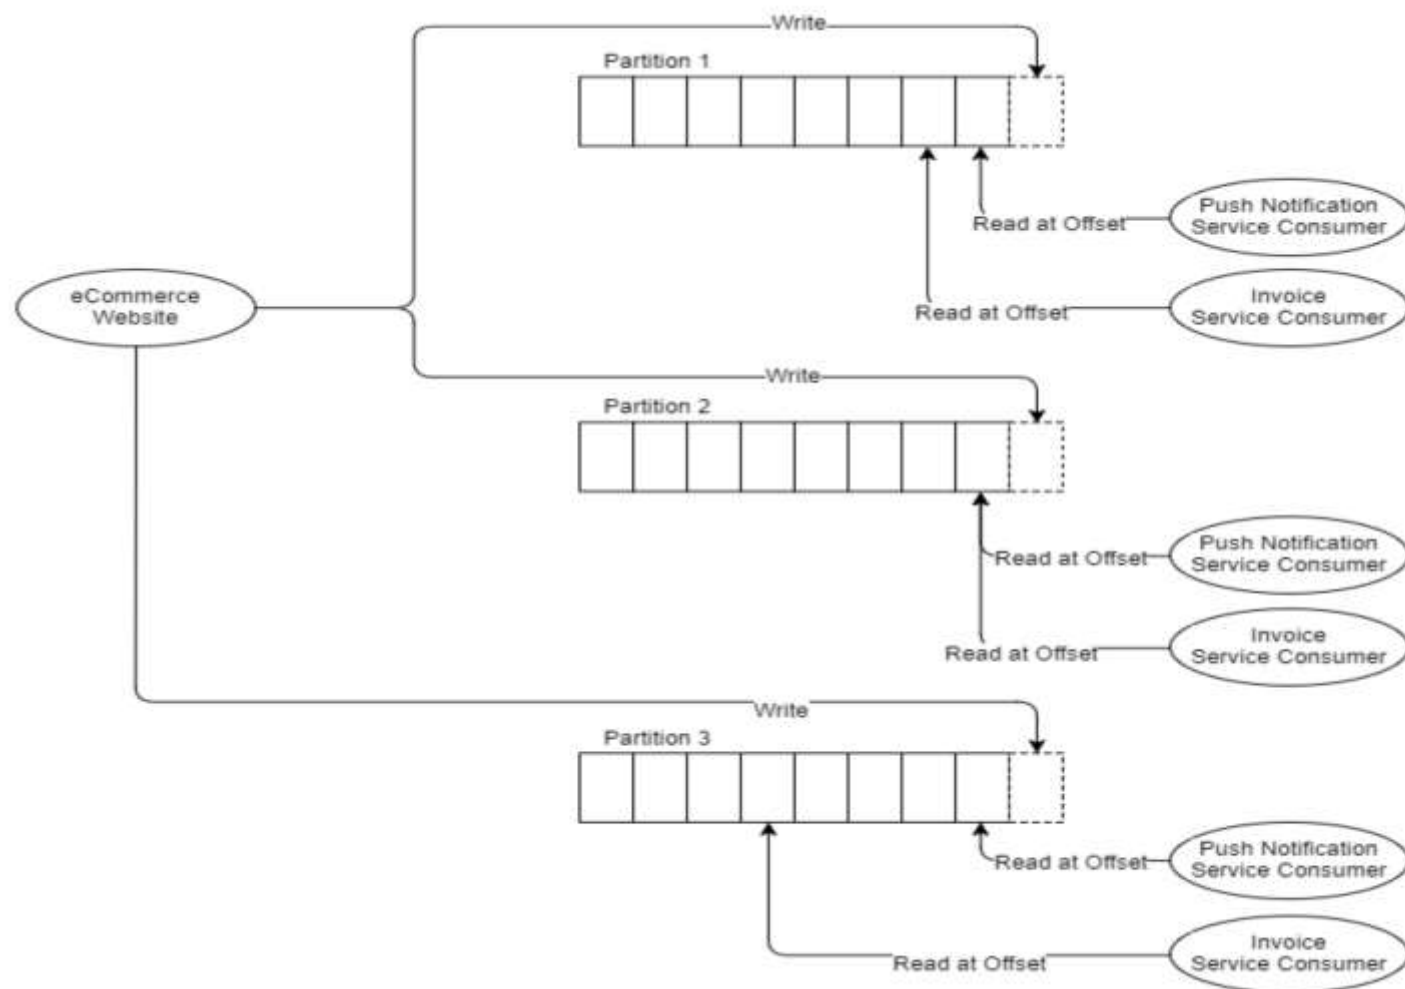 Write
Partition 1
Push Notification
Service Consumer
Read at Offset
eCommerce
Website
Invoice
Service Consumer
Read at Offset
Write
Partition 2
Push Notification
Service Consumer
Read at Offset
Invoice
Service Consumer
Read at Offset
Write
Partition 3
Push Notification
Service Consumer
Read at Offset
Invoice
Service Consumer
Read at Offset